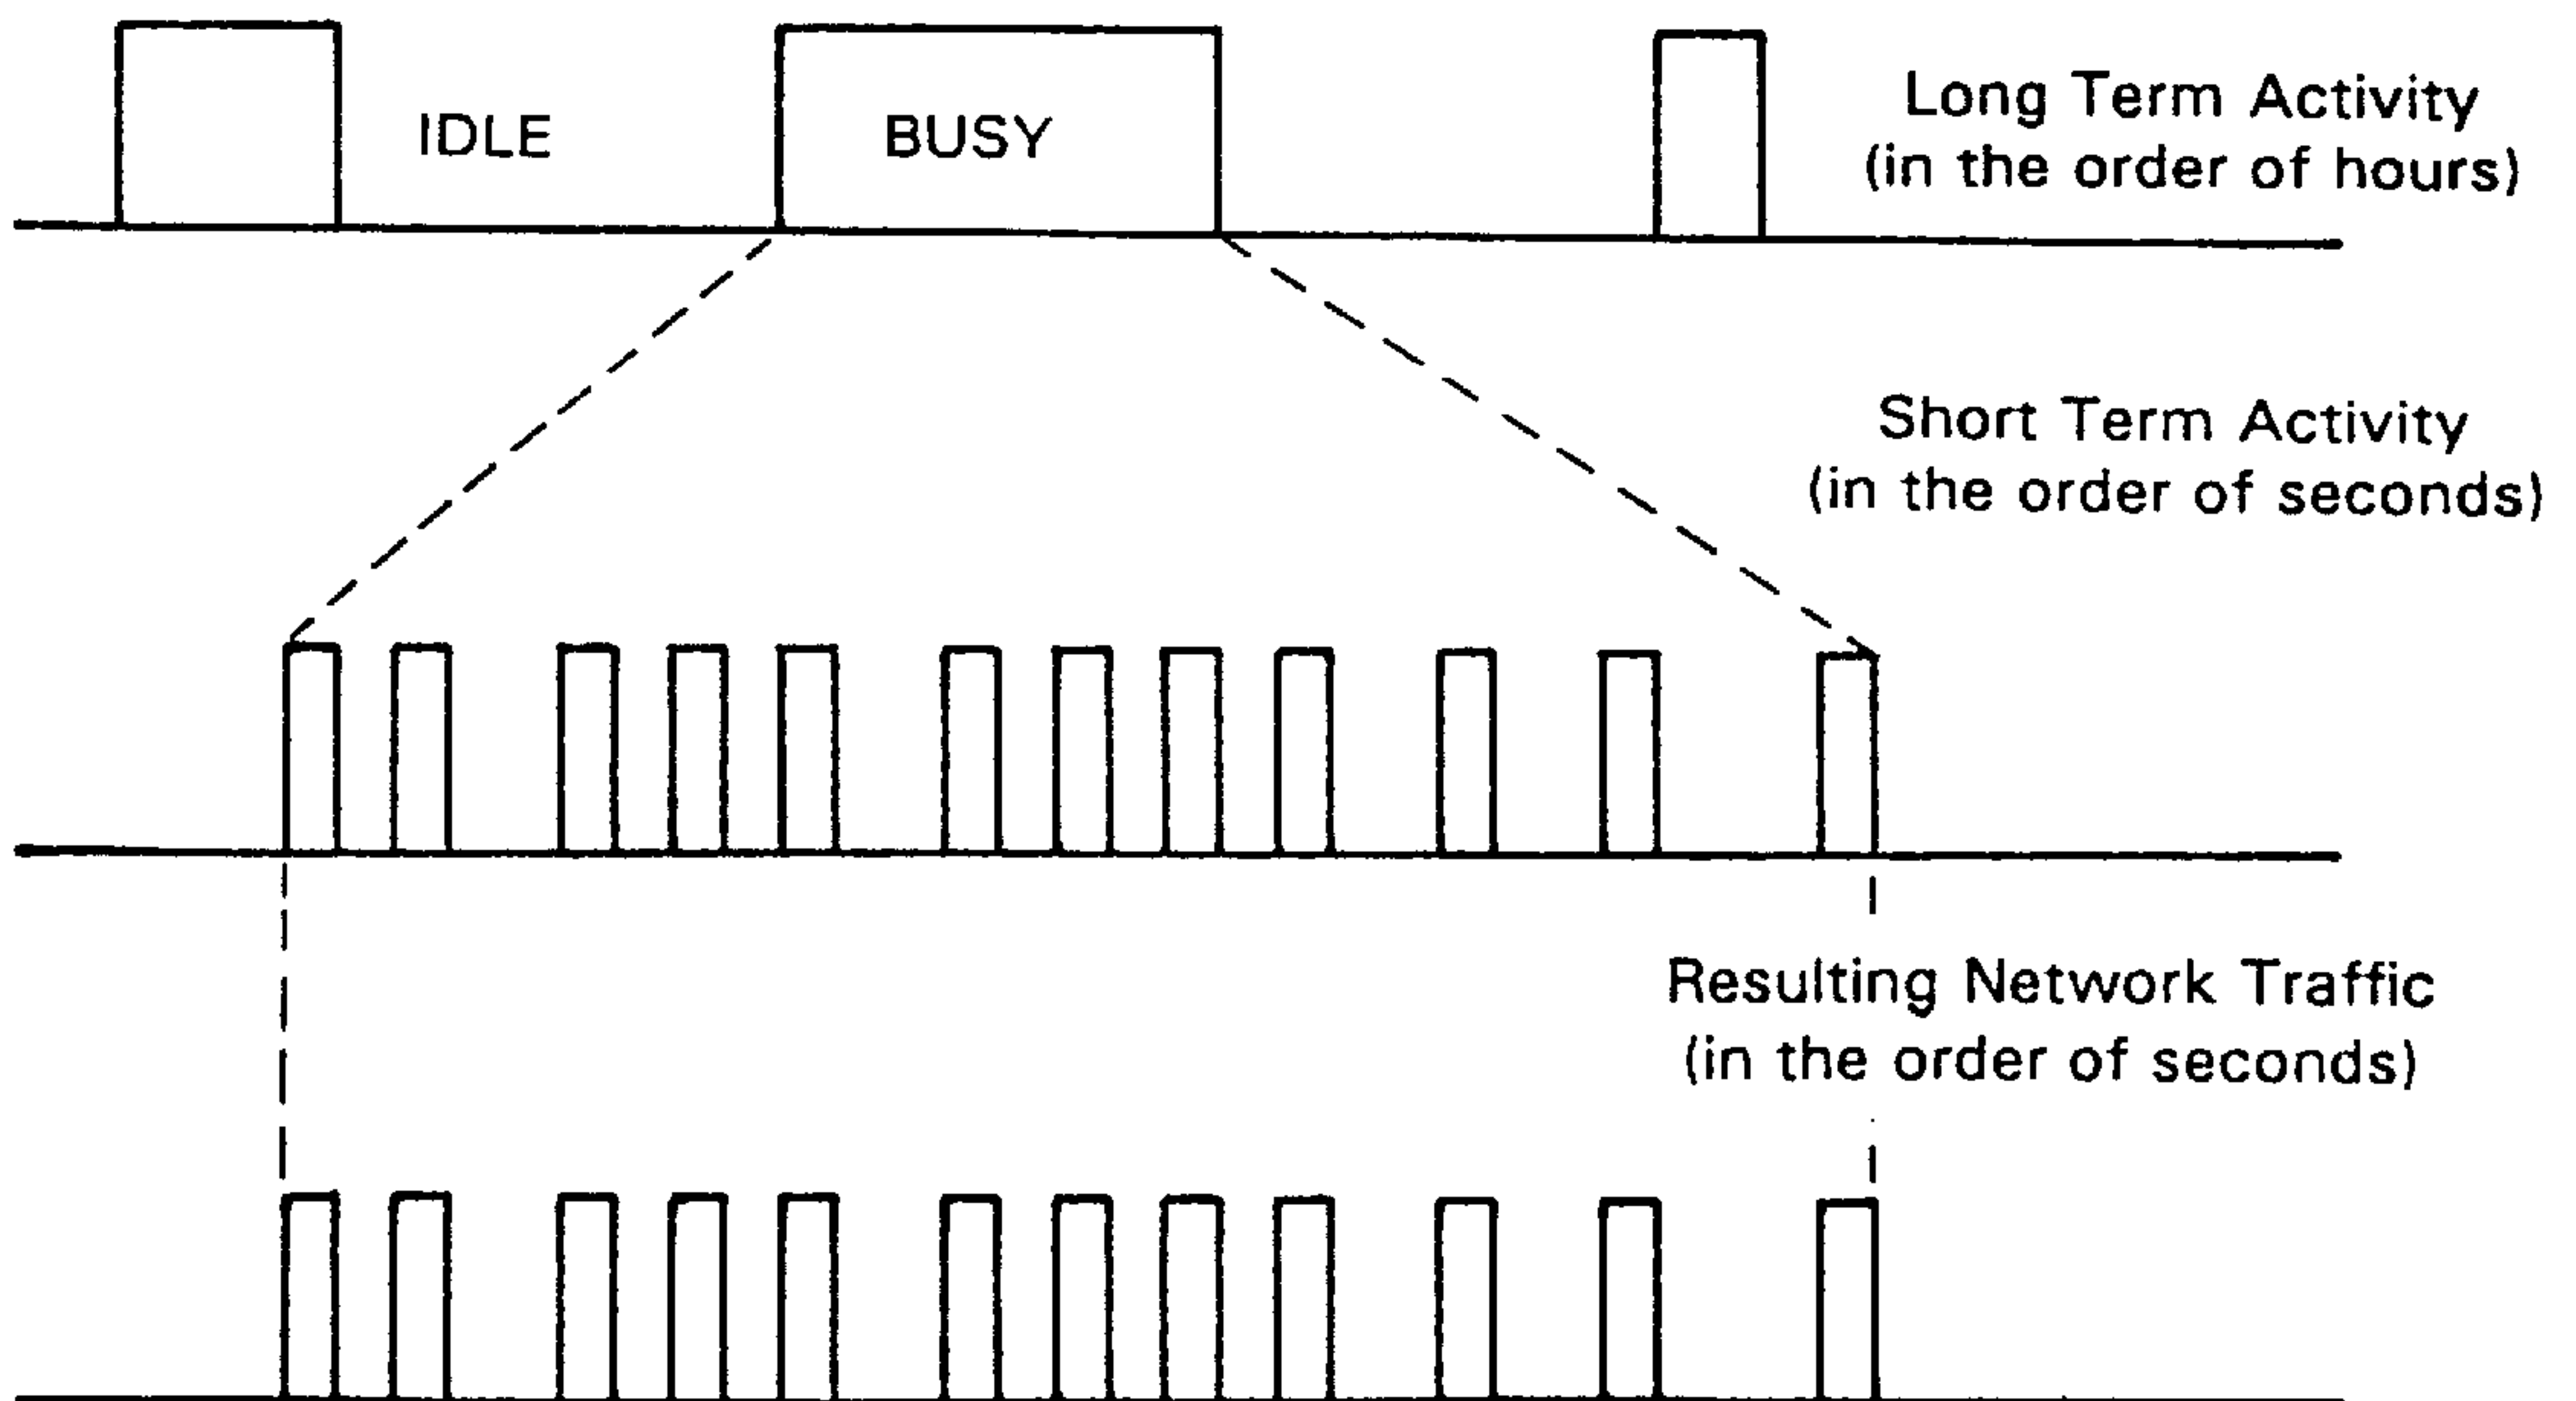 IDLE
BUSY
Long Term Activity
(in the order of hours)
Short Term Activity
(in the order of seconds)
Resulting Network Traffic
(in the order of seconds)